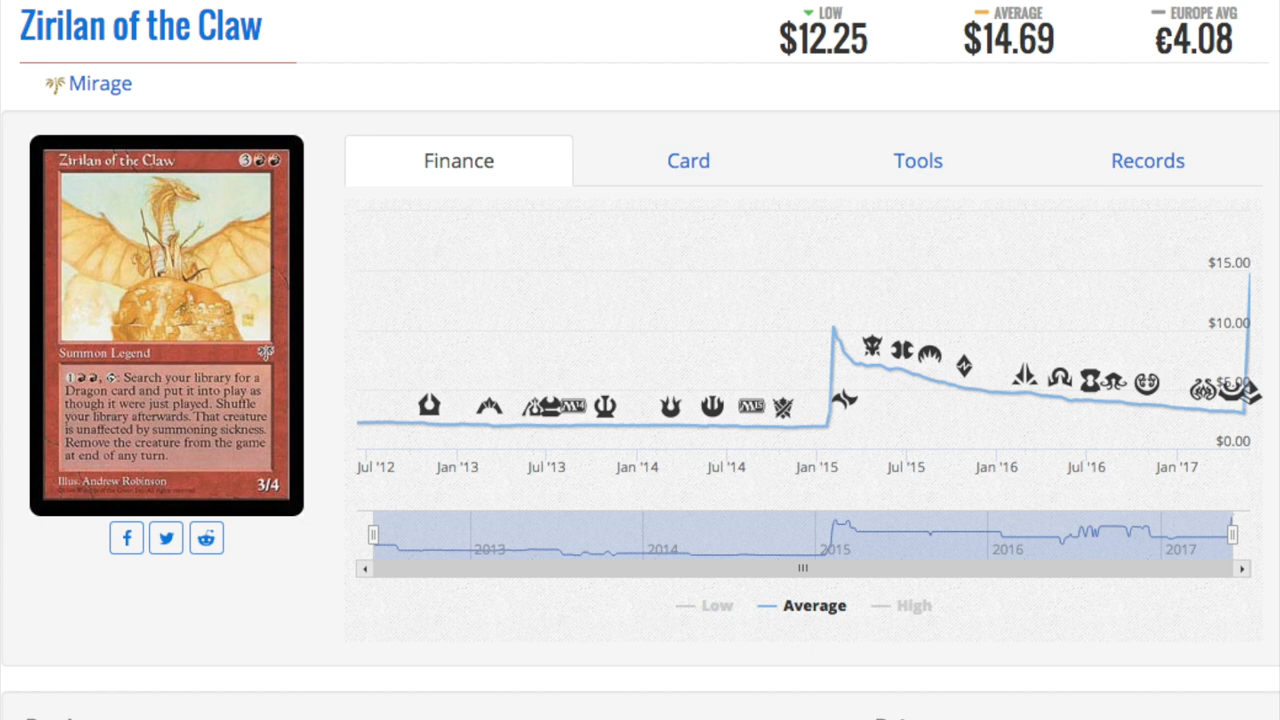 Zirilan of the Claw
LOW
$12.25
AVERAGE
$14.69
EUROPE AVG
€4.08
Mirage
Zirilan of the Claw 3
Summon Legend
1 , : Search your library for a
Dragon card and put it into play as
though it were just played. Shuffle
your library afterwards. That creature
is unaffected by summoning sickness.
Remove the creature from the game
at end of any turn.
Illus. Andrew Robinson
3/4
Finance
Card
Tools
Records
$15.00
$10.00
$5.00
$0.00
M14
M15
Jul '12 Jan '13 Jul '13 Jan '14 Jul '14 Jan '15 Jul '15 Jan '16 Jul '16 Jan '17
2013 2014 2015 2016 2017
Low Average High